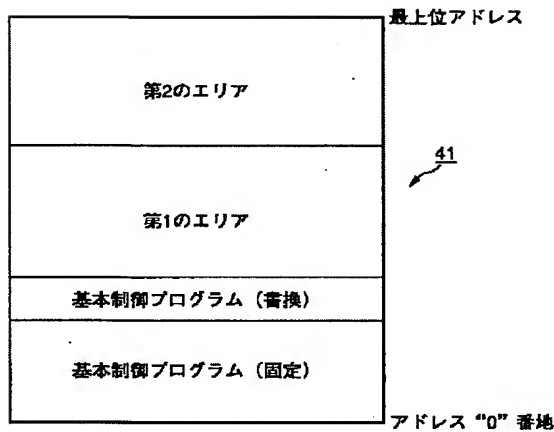 最上位アドレス
第2のエリア
41
第1のエリア
基本制御プログラム（書換）
基本制御プログラム（固定）
アドレス“0”番地